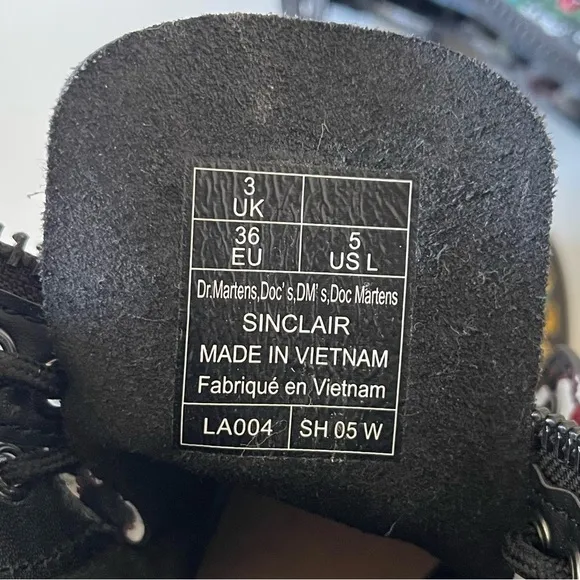 3
UK
36
EU
5
US L
Dr.Martens,Doc's,DM's,Doc Martens
SINCLAIR
MADE IN VIETNAM
Fabriqué en Vietnam
LA004
SH 05 W